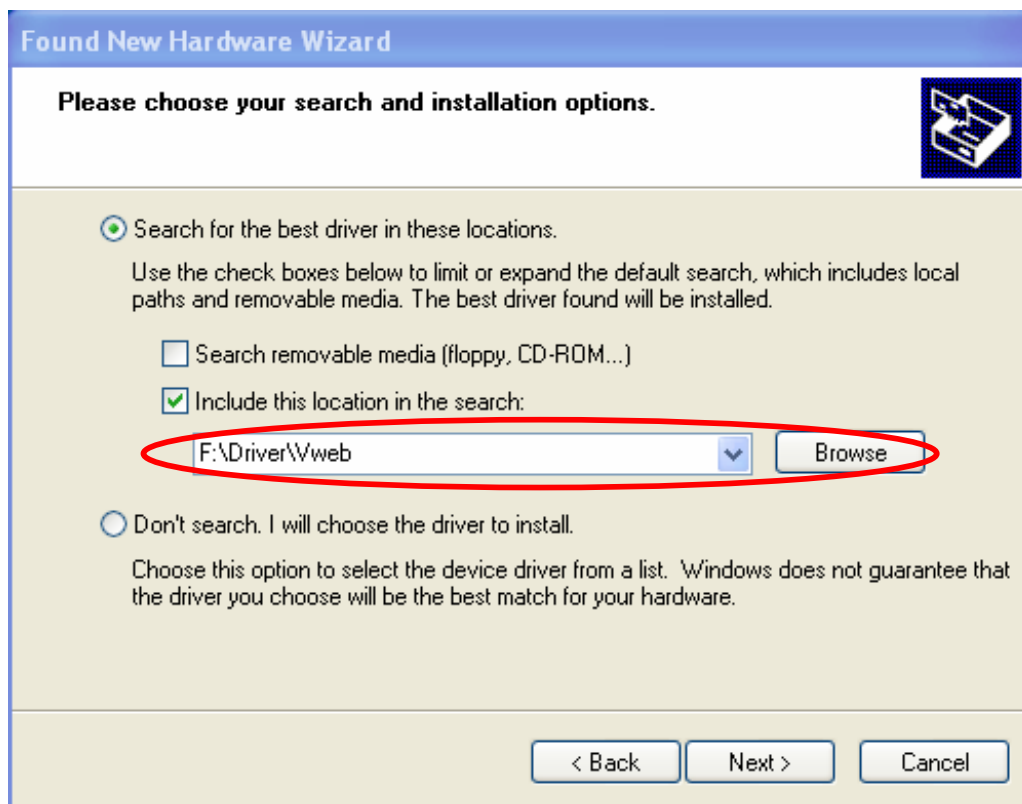 Found New Hardware Wizard
Please choose your search and installation options.
Search for the best driver in these locations.
Use the check boxes below to limit or expand the default search, which includes local
paths and removable media. The best driver found will be installed.
Search removable media (floppy, CD-ROM...)
Include this location in the search:
F:\Driver\Vweb
Browse
Don't search. I will choose the driver to install.
Choose this option to select the device driver from a list. Windows does not guarantee that
the driver you choose will be the best match for your hardware.
< Back Next > Cancel